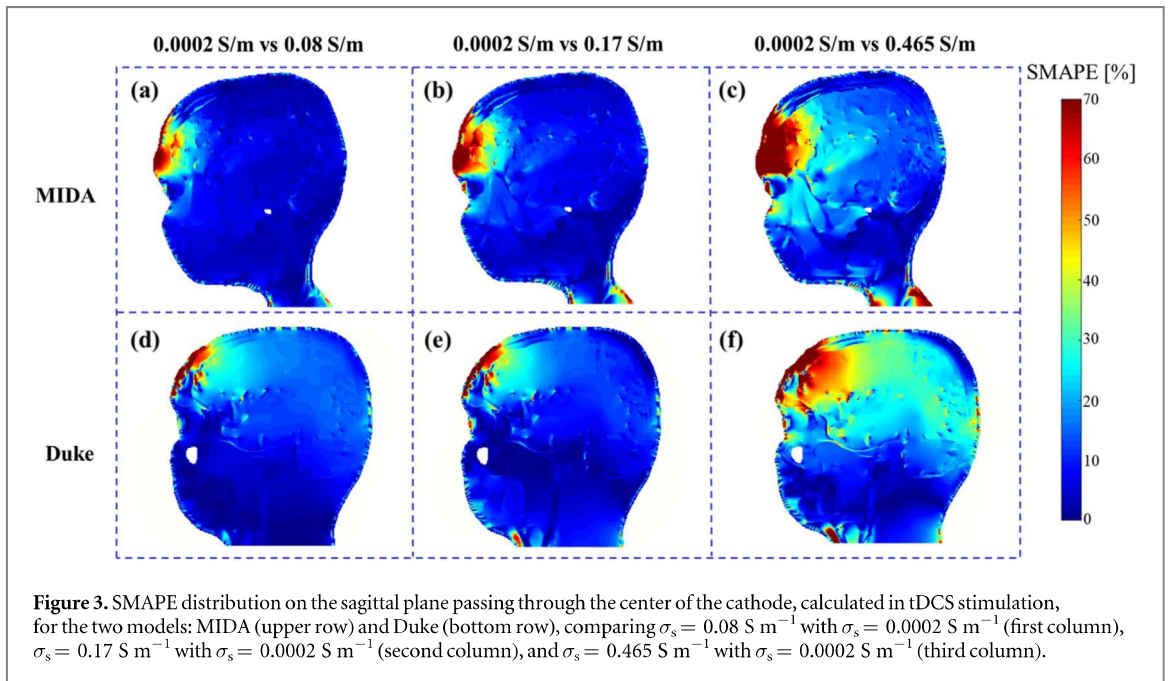 0.0002 S/m vs 0.08 S/m
0.0002 S/m vs 0.17 S/m
0.0002 S/m vs 0.465 S/m
SMAPE [%]
(a)
(b)
(c)
70
60
50
40
30
20
10
0
MIDA
(d)
(e)
(f)
Duke
Figure 3. SMAPE distribution on the sagittal plane passing through the center of the cathode, calculated in tDCS stimulation,
for the two models: MIDA (upper row) and Duke (bottom row), comparing σs = 0.08 S m⁻¹ with σs = 0.0002 S m⁻¹ (first column),
σs = 0.17 S m⁻¹ with σs = 0.0002 S m⁻¹ (second column), and σs = 0.465 S m⁻¹ with σs = 0.0002 S m⁻¹ (third column).